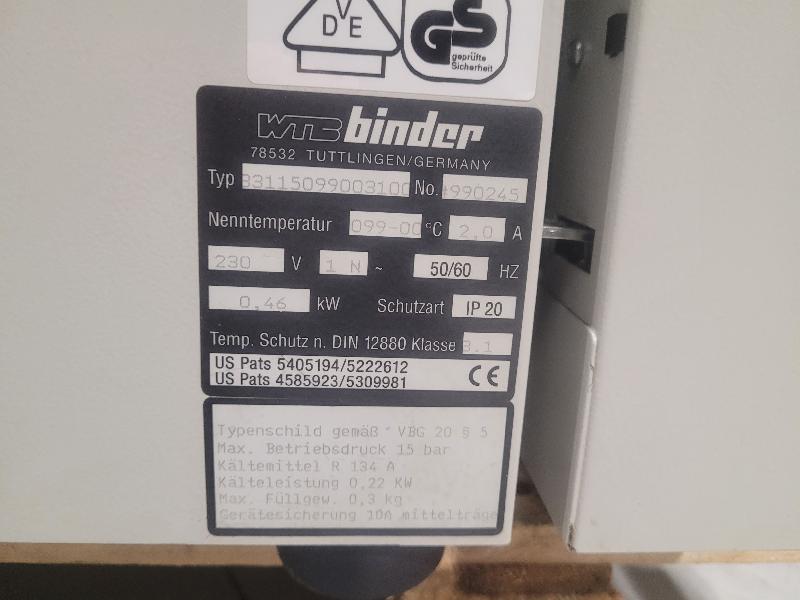 VDE
GS
geprüfte
Sicherheit
WTB binder
78532 TUTTLINGEN/GERMANY
Typ 33115099003100 No. 990245
Nenntemperatur 099-00 °C 2,0 A
230 V 1 N ~ 50/60 HZ
0,46 kW Schutzart IP 20
Temp. Schutz n. DIN 12880 Klasse 3.1
US Pats 5405194/5222612
US Pats 4585923/5309981 CE
Typenschild gemäß VBG 20 § 5
Max. Betriebsdruck 15 bar
Kältemittel R 134 A
Kälteleistung 0,22 KW
Max. Füllgew. 0,3 kg
Gerätesicherung 10A mittelträge